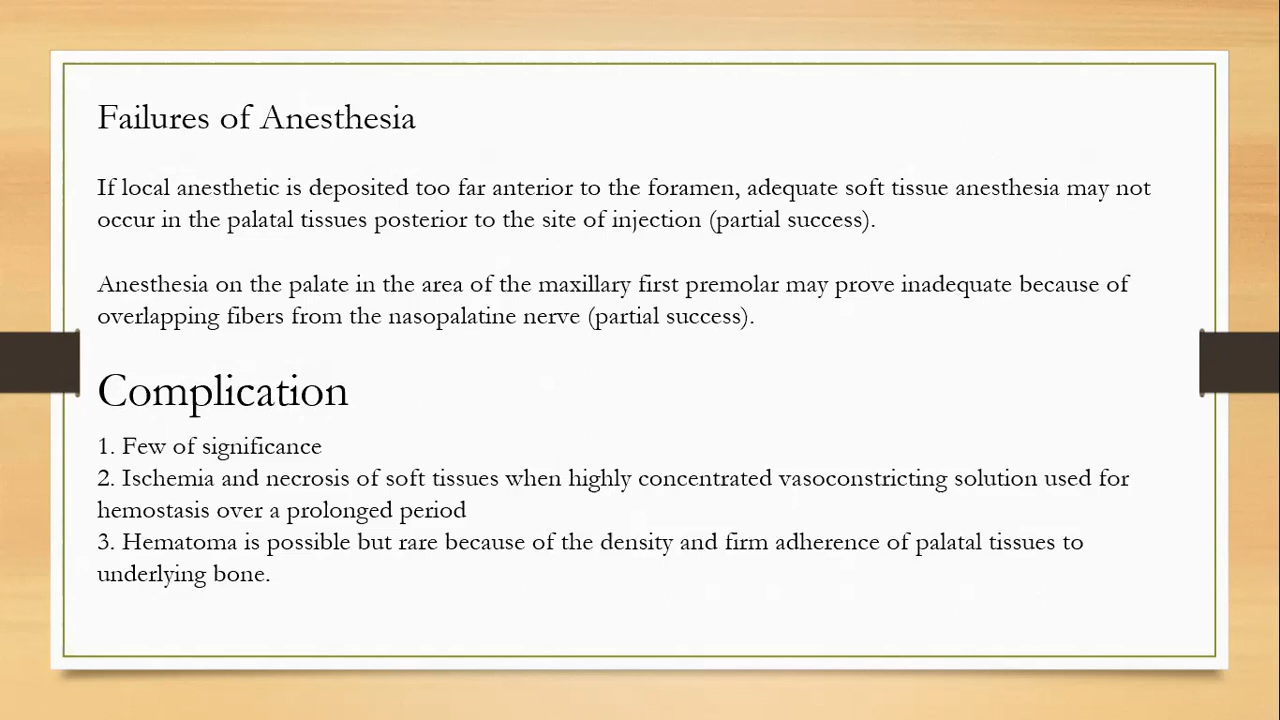 Failures of Anesthesia
If local anesthetic is deposited too far anterior to the foramen, adequate soft tissue anesthesia may not
occur in the palatal tissues posterior to the site of injection (partial success).
Anesthesia on the palate in the area of the maxillary first premolar may prove inadequate because of
overlapping fibers from the nasopalatine nerve (partial success).
Complication
1. Few of significance
2. Ischemia and necrosis of soft tissues when highly concentrated vasoconstricting solution used for
hemostasis over a prolonged period
3. Hematoma is possible but rare because of the density and firm adherence of palatal tissues to
underlying bone.